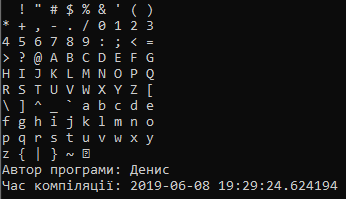 ! " # $ % & ' ( )
* + , - . / 0 1 2 3
4 5 6 7 8 9 : ; < =
> ? @ A B C D E F G
H I J K L M N O P Q
R S T U V W X Y Z [
\ ] ^ _ ` a b c d e
f g h i j k l m n o
p q r s t u v w x y
z { | } ~ ⍰
Автор програми: Денис
Час компіляції: 2019-06-08 19:29:24.624194